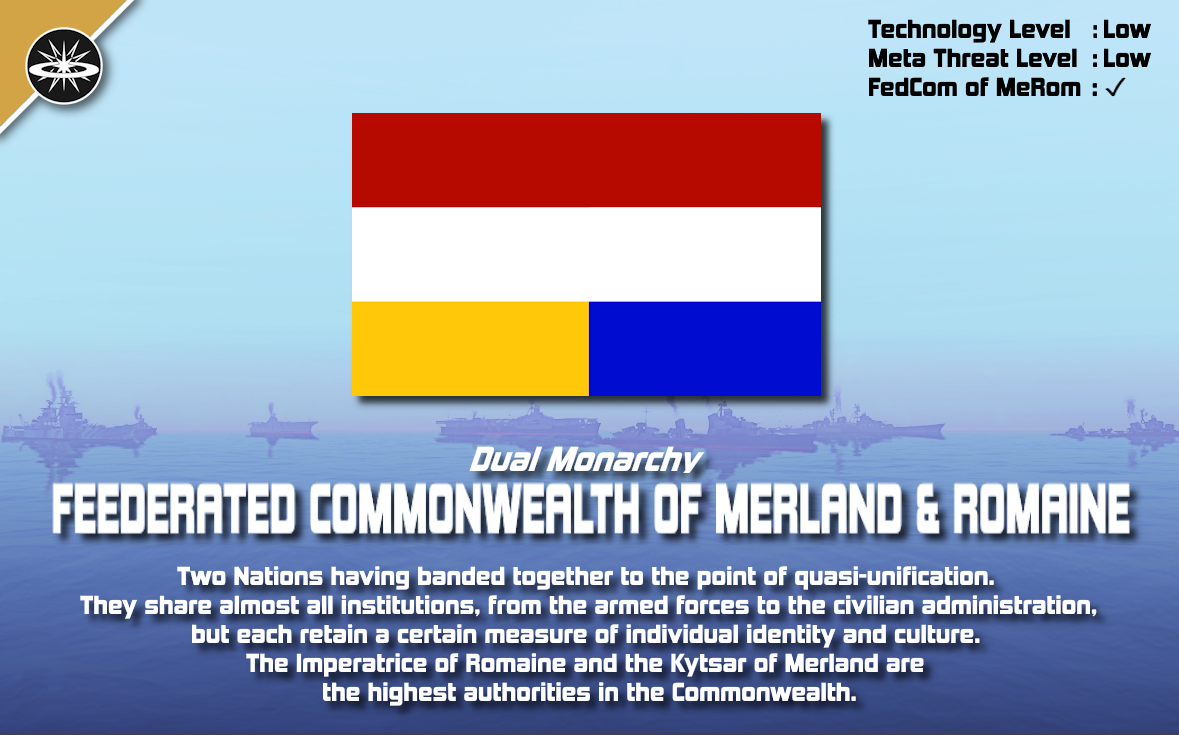 Technology Level : Low
Meta Threat Level : Low
FedCom of MeRom : ✓
Dual Monarchy
FEEDERATED COMMONWEALTH OF MERLAND & ROMAINE
Two Nations having banded together to the point of quasi-unification.
They share almost all institutions, from the armed forces to the civilian administration,
but each retain a certain measure of individual identity and culture.
The Imperatrice of Romaine and the Kytsar of Merland are
the highest authorities in the Commonwealth.